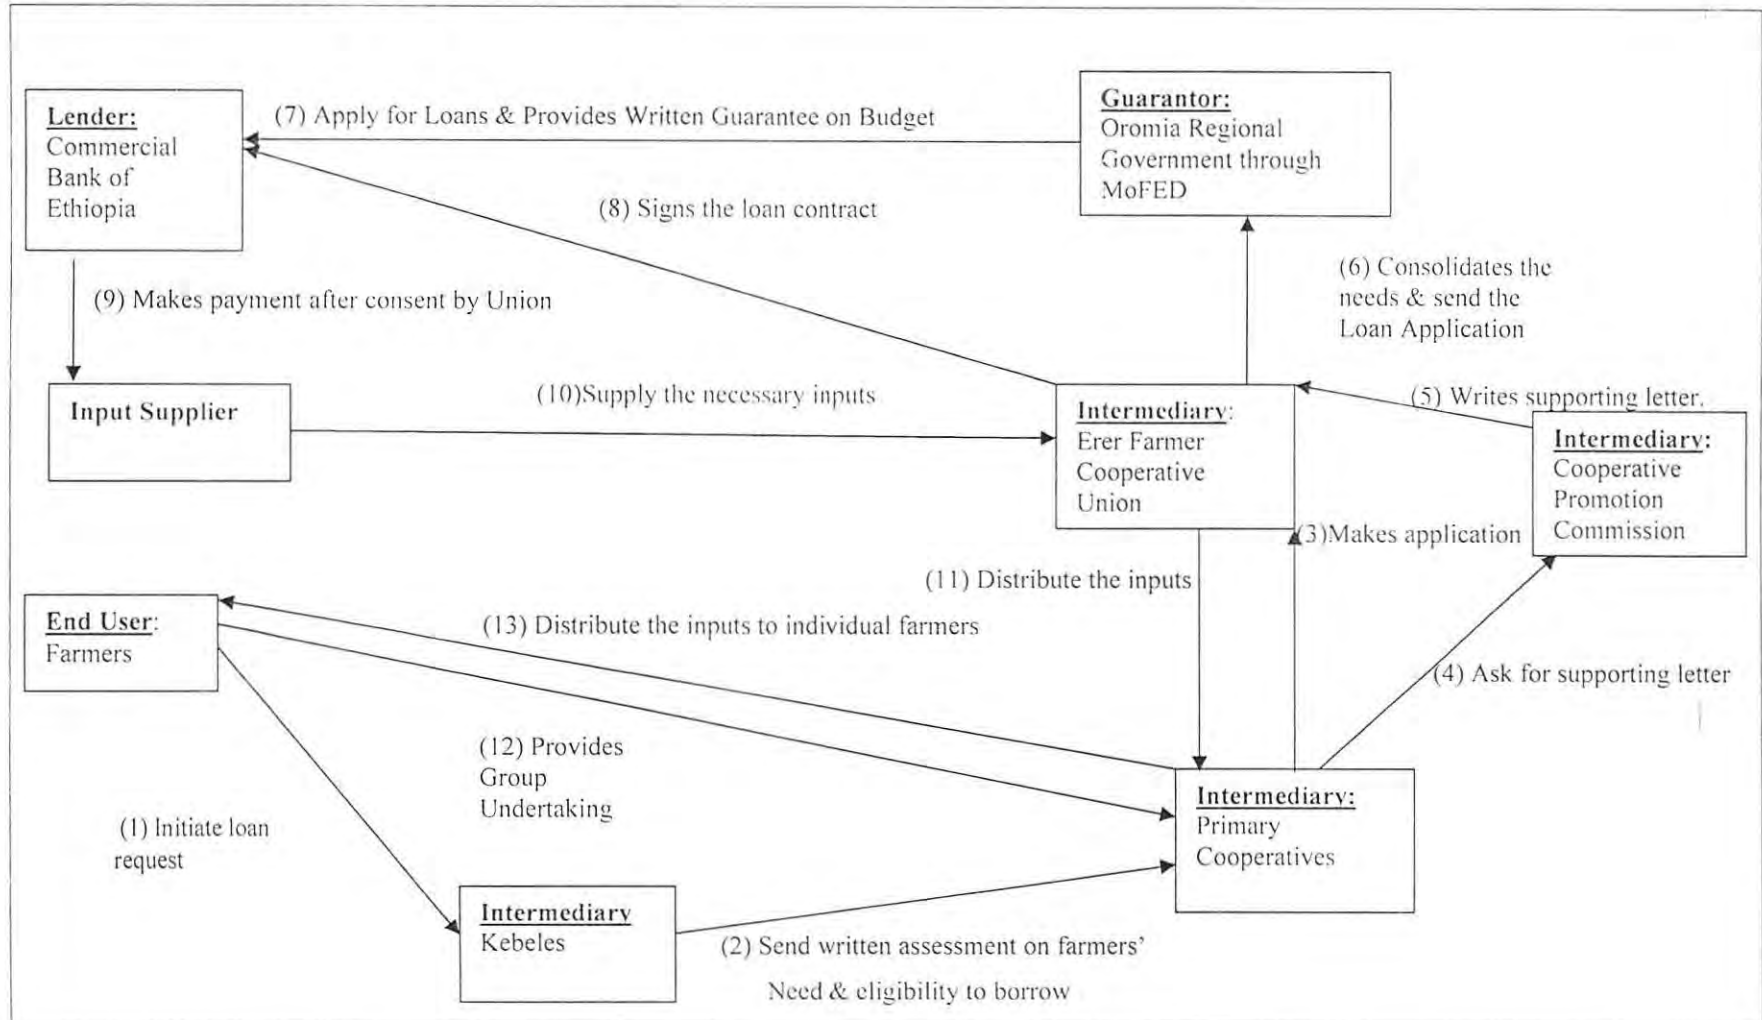 Lender:
Commercial
Bank of
Ethiopia
(7) Apply for Loans & Provides Written Guarantee on Budget
Guarantor:
Oromia Regional
Government through
MoFED
(8) Signs the loan contract
(6) Consolidates the
needs & send the
Loan Application
(9) Makes payment after consent by Union
Input Supplier
(10)Supply the necessary inputs
Intermediary:
Erer Farmer
Cooperative
Union
(5) Writes supporting letter.
Intermediary:
Cooperative
Promotion
Commission
(3)Makes application
(11) Distribute the inputs
End User:
Farmers
(13) Distribute the inputs to individual farmers
(4) Ask for supporting letter
(12) Provides
Group
Undertaking
Intermediary:
Primary
Cooperatives
(1) Initiate loan
request
Intermediary
Kebeles
(2) Send written assessment on farmers'
Need & eligibility to borrow